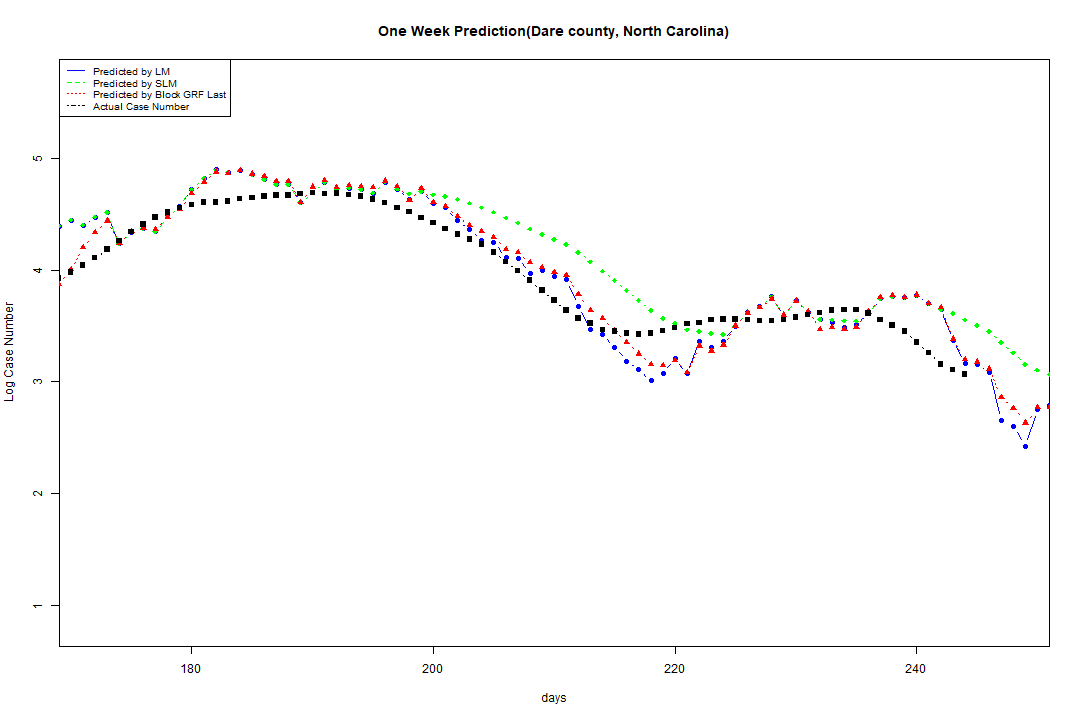 One Week Prediction(Dare county, North Carolina)
Predicted by LM
Predicted by SLM
Predicted by Block GRF Last
Actual Case Number
5
4
3
2
1
Log Case Number
180 200 220 240
days